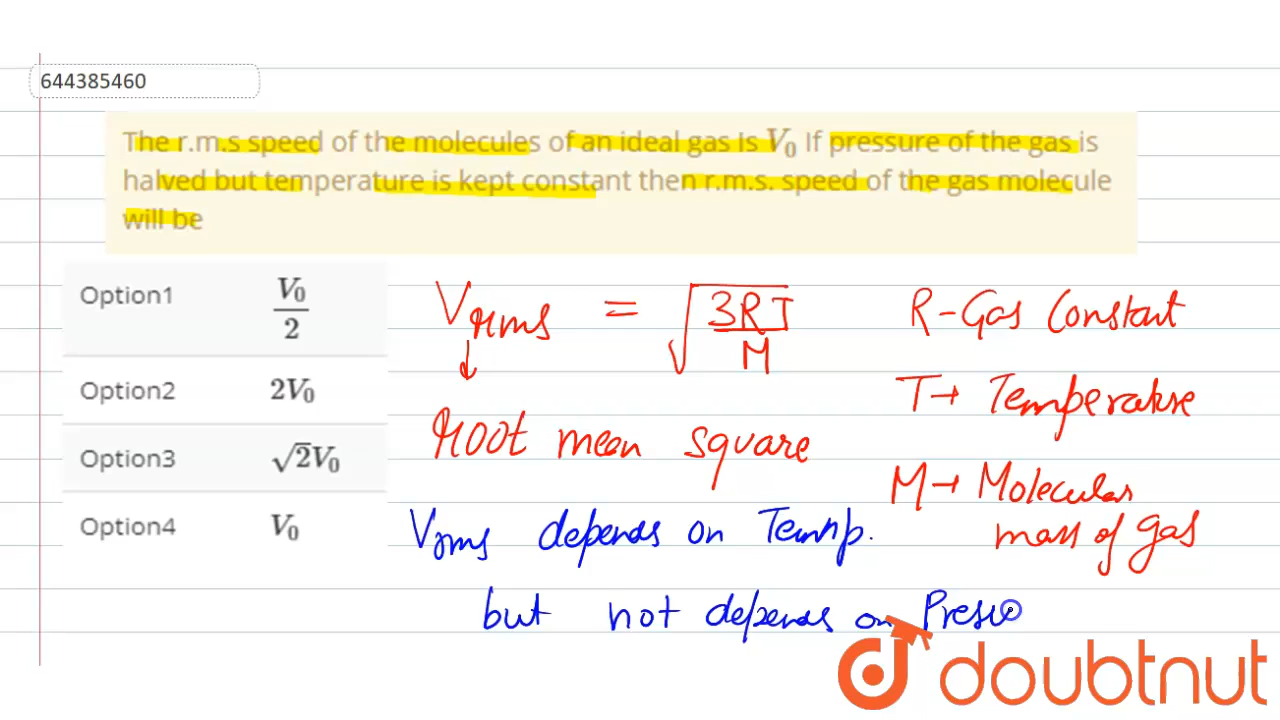 644385460
The r.m.s speed of the molecules of an ideal gas Is V₀ If pressure of the gas is
halved but temperature is kept constant then r.m.s. speed of the gas molecule
will be
Option1 V₀/2
Option2 2V₀
Option3 √2V₀
Option4 V₀
Vrms = √(3RT/M)
Root mean square
R-Gas Constant
T→ Temperature
M→ Molecular
mass of gas
Vrms depends on Temp.
but not depends on Press
doubtnut